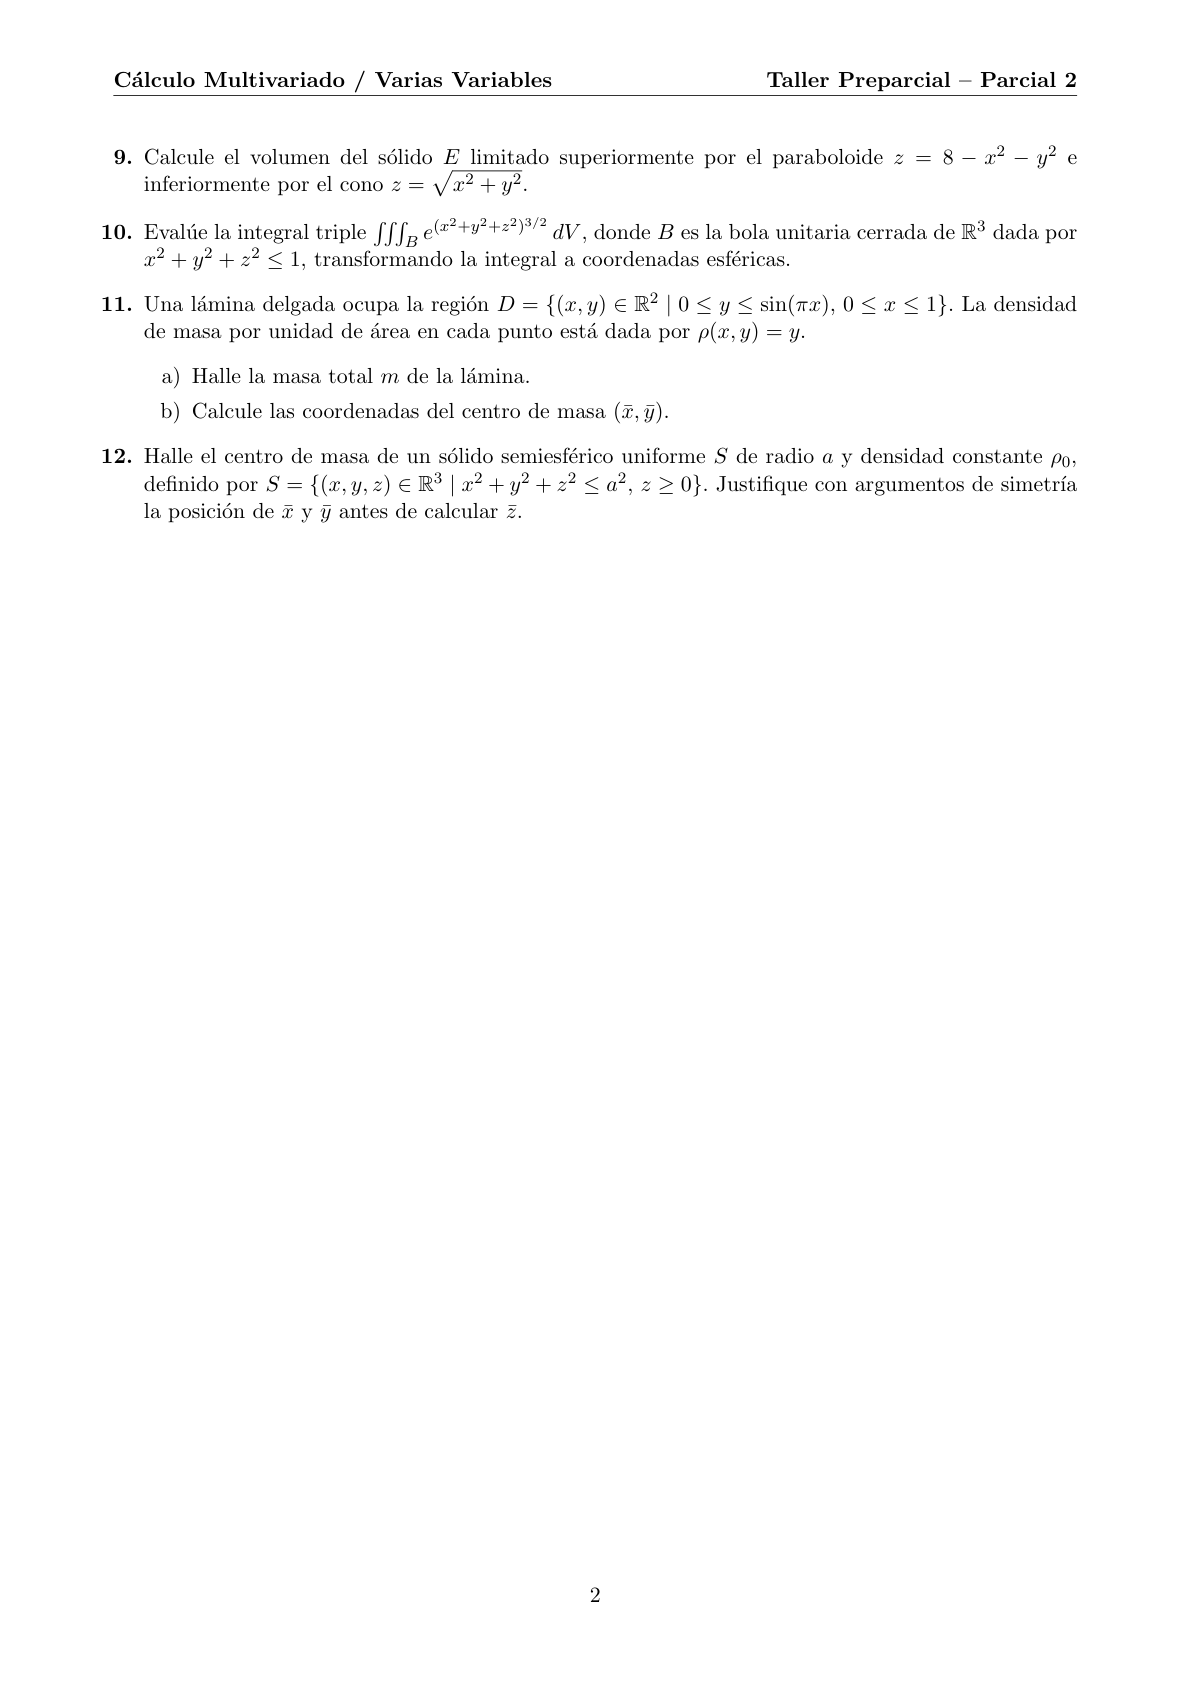 Cálculo Multivariado / Varias Variables Taller Preparcial – Parcial 2
9. Calcule el volumen del sólido E limitado superiormente por el paraboloide z = 8 − x² − y² e
inferiormente por el cono z = √(x² + y²).
10. Evalúe la integral triple ∭_B e^{(x²+y²+z²)^{3/2}} dV, donde B es la bola unitaria cerrada de ℝ³ dada por
x² + y² + z² ≤ 1, transformando la integral a coordenadas esféricas.
11. Una lámina delgada ocupa la región D = {(x, y) ∈ ℝ² | 0 ≤ y ≤ sin(πx), 0 ≤ x ≤ 1}. La densidad
de masa por unidad de área en cada punto está dada por ρ(x, y) = y.
a) Halle la masa total m de la lámina.
b) Calcule las coordenadas del centro de masa (x̄, ȳ).
12. Halle el centro de masa de un sólido semiesférico uniforme S de radio a y densidad constante ρ₀,
definido por S = {(x, y, z) ∈ ℝ³ | x² + y² + z² ≤ a², z ≥ 0}. Justifique con argumentos de simetría
la posición de x̄ y ȳ antes de calcular z̄.
2